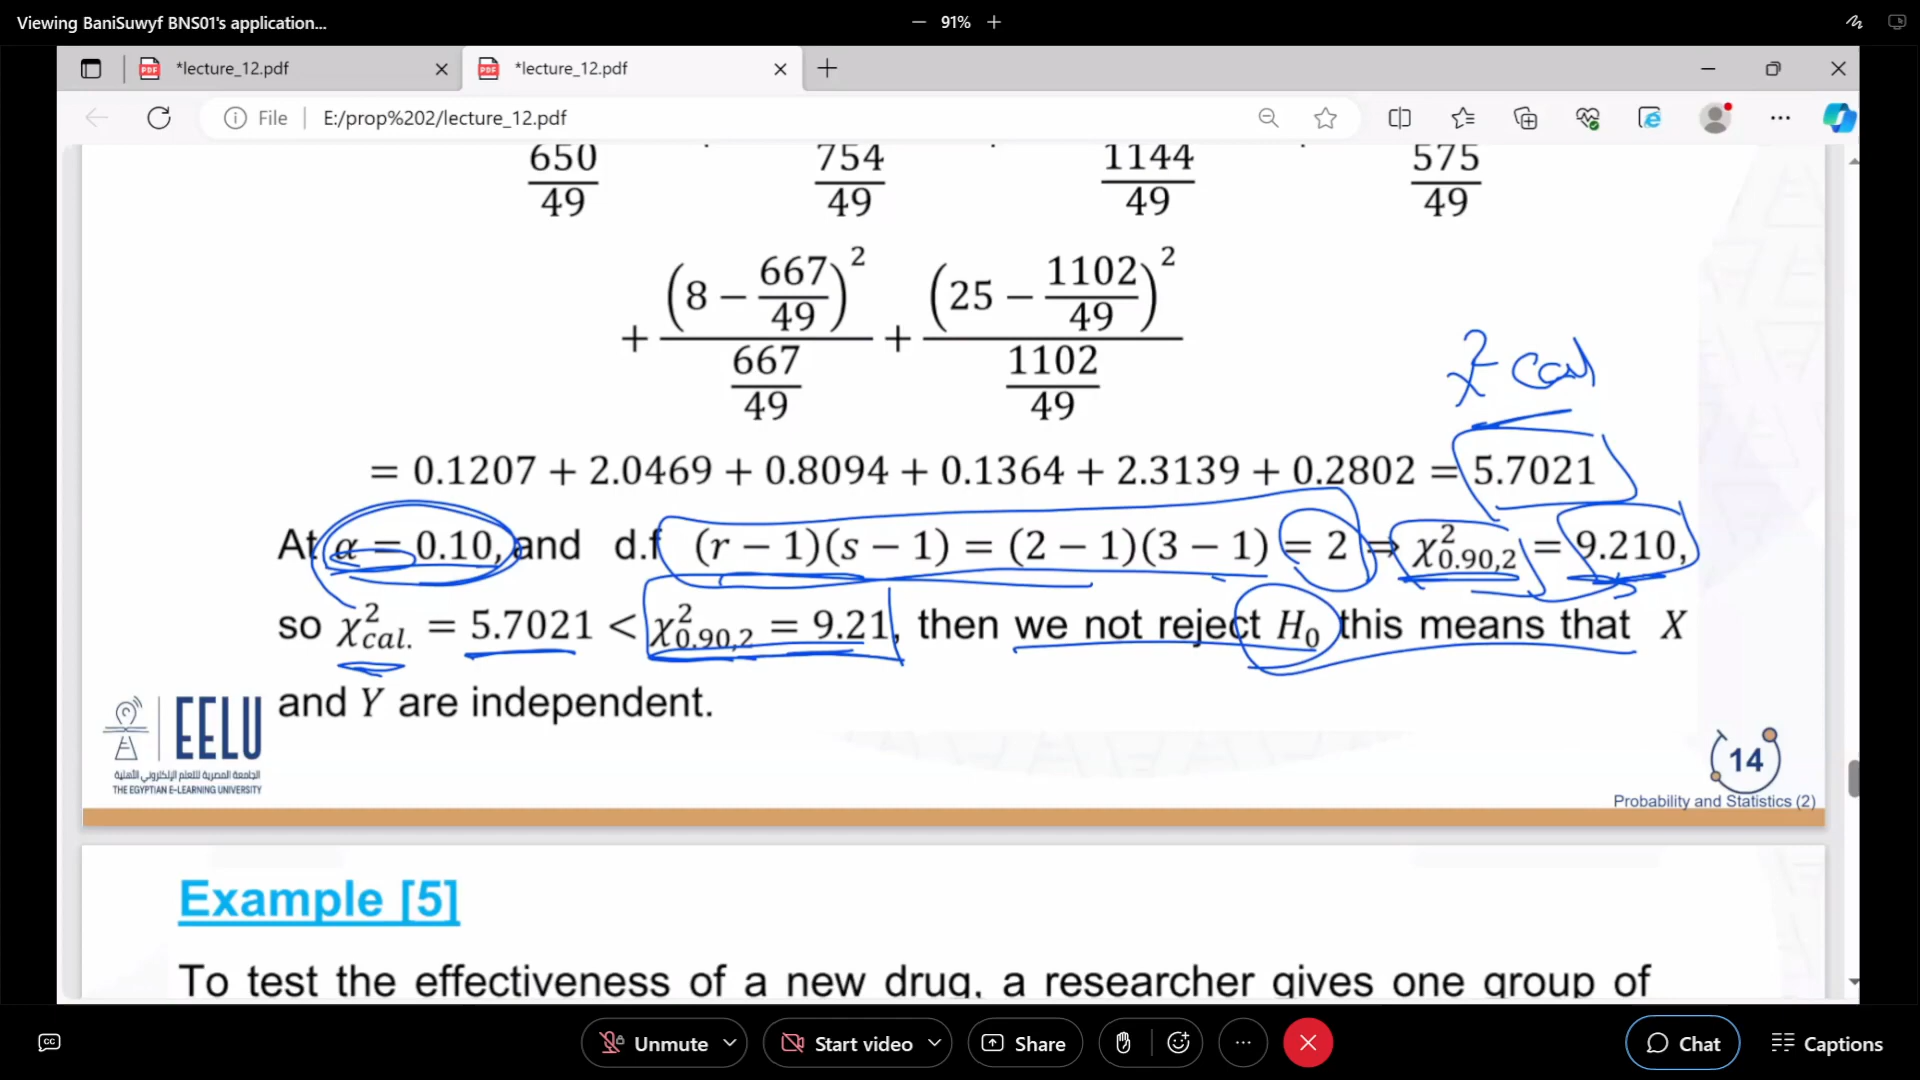 Viewing BaniSuwyf BNS01's application...
91%
*lecture_12.pdf
*lecture_12.pdf
File
E:/prop%202/lecture_12.pdf
650/49 754/49 1144/49 575/49
+ (8 − 667/49)² / (667/49) + (25 − 1102/49)² / (1102/49)
χ² cal
= 0.1207 + 2.0469 + 0.8094 + 0.1364 + 2.3139 + 0.2802 = 5.7021
At α = 0.10, and d.f (r − 1)(s − 1) = (2 − 1)(3 − 1) = 2 ⇒ χ²₀.₉₀,₂ = 9.210,
so χ²cal. = 5.7021 < χ²₀.₉₀,₂ = 9.21, then we not reject H₀ this means that X
and Y are independent.
EELU
الجامعة المصرية للتعلم الإلكتروني الأهلية
THE EGYPTIAN E-LEARNING UNIVERSITY
14
Probability and Statistics (2)
Example [5]
To test the effectiveness of a new drug, a researcher gives one group of
CC
Unmute
Start video
Share
Chat
Captions